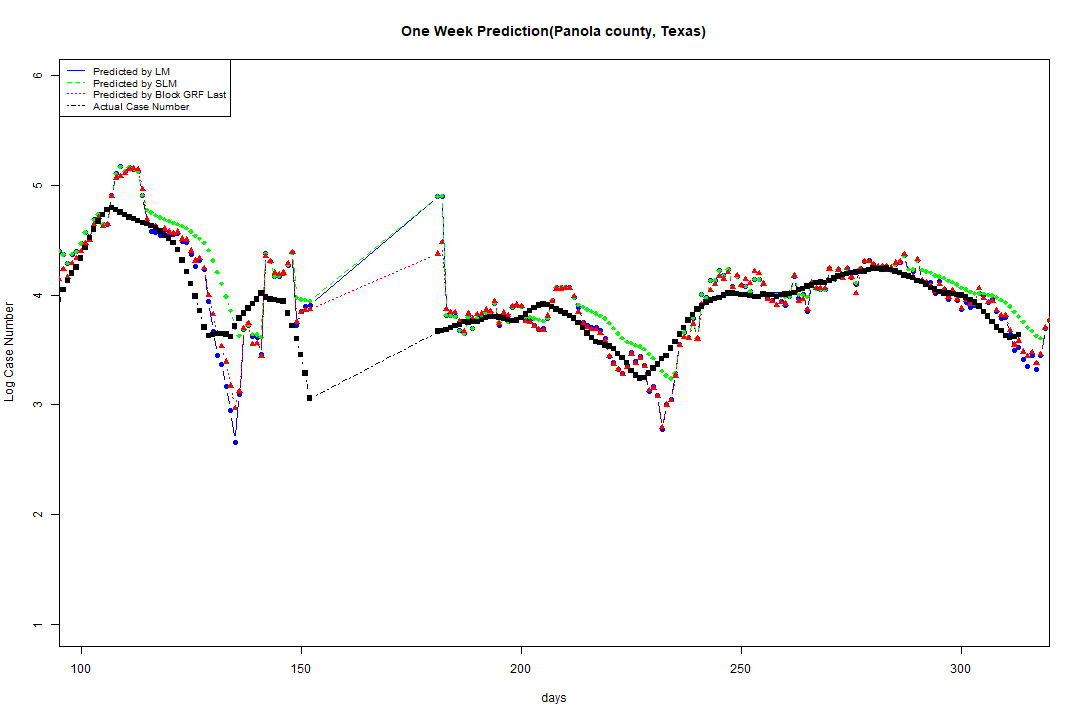 One Week Prediction(Panola county, Texas)
Predicted by LM
Predicted by SLM
Predicted by Block GRF Last
Actual Case Number
6
5
4
3
2
1
Log Case Number
100 150 200 250 300
days